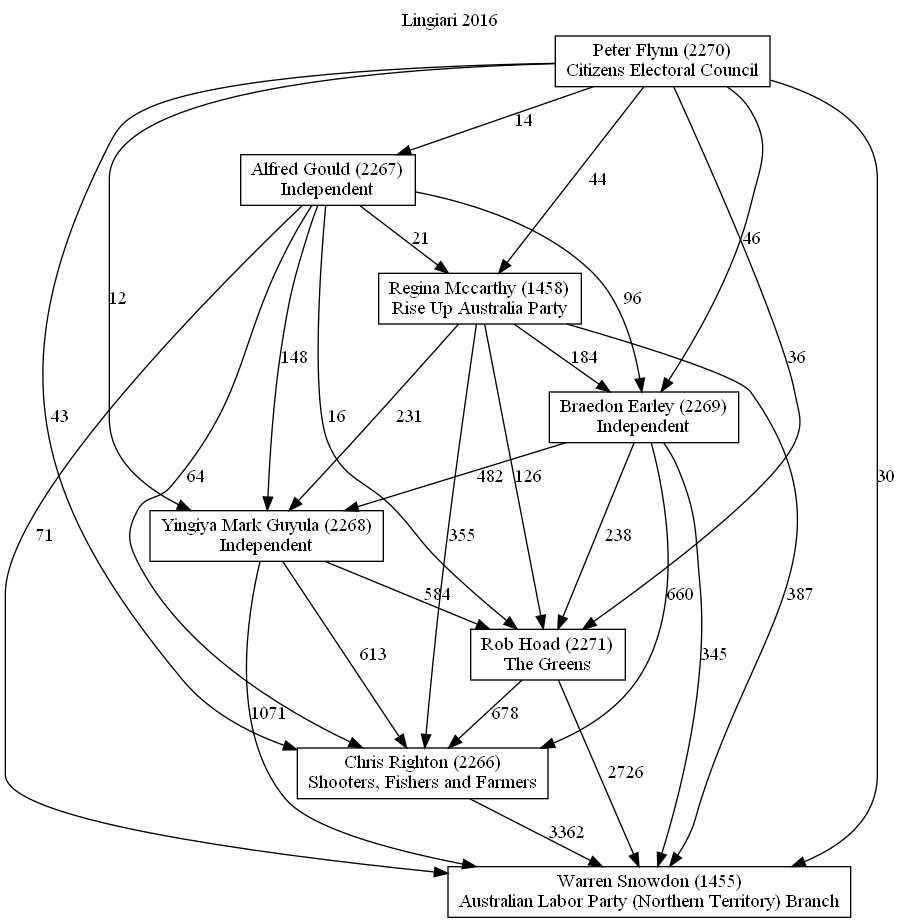 Lingiari 2016
Peter Flynn (2270)
Citizens Electoral Council
14
Alfred Gould (2267)
Independent
44
21
46
Regina Mccarthy (1458)
Rise Up Australia Party
12
96
148
184
36
Braedon Earley (2269)
Independent
43
16
231
64
482
126
30
71
Yingiya Mark Guyula (2268)
Independent
355
238
584
660
387
Rob Hoad (2271)
The Greens
613
345
1071
678
Chris Righton (2266)
Shooters, Fishers and Farmers
2726
3362
Warren Snowdon (1455)
Australian Labor Party (Northern Territory) Branch